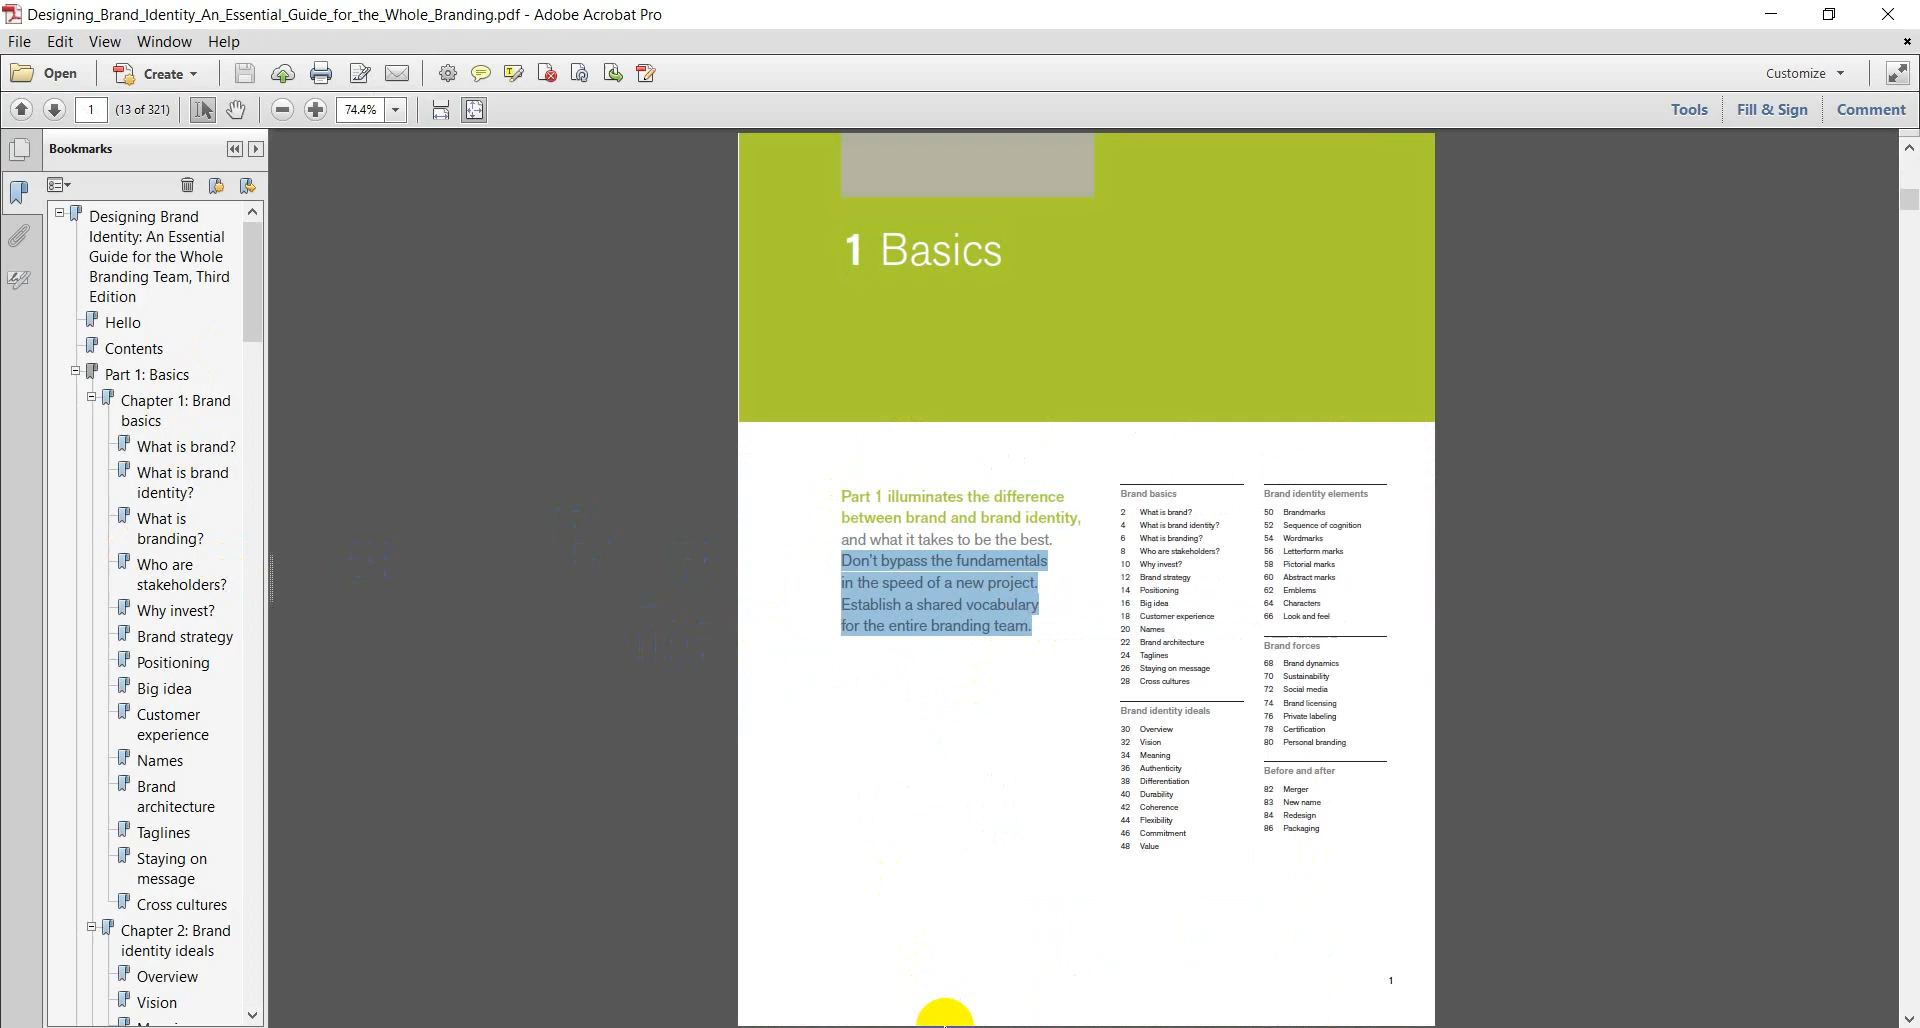 Designing_Brand_Identity_An_Essential_Guide_for_the_Whole_Branding.pdf - Adobe Acrobat Pro
File Edit View Window Help
Open Create Customize
1 (13 of 321) 74.4% Tools Fill & Sign Comment
Bookmarks
Designing Brand
Identity: An Essential
Guide for the Whole
Branding Team, Third
Edition
Hello
Contents
Part 1: Basics
Chapter 1: Brand
basics
What is brand?
What is brand
identity?
What is
branding?
Who are
stakeholders?
Why invest?
Brand strategy
Positioning
Big idea
Customer
experience
Names
Brand
architecture
Taglines
Staying on
message
Cross cultures
Chapter 2: Brand
identity ideals
Overview
Vision
1 Basics
Part 1 illuminates the difference
between brand and brand identity,
and what it takes to be the best.
Don't bypass the fundamentals
in the speed of a new project.
Establish a shared vocabulary
for the entire branding team.
Brand basics
2 What is brand?
4 What is brand identity?
6 What is branding?
8 Who are stakeholders?
10 Why invest?
12 Brand strategy
14 Positioning
16 Big idea
18 Customer experience
20 Names
22 Brand architecture
24 Taglines
26 Staying on message
28 Cross cultures
Brand identity ideals
30 Overview
32 Vision
34 Meaning
36 Authenticity
38 Differentiation
40 Durability
42 Coherence
44 Flexibility
46 Commitment
48 Value
Brand identity elements
50 Brandmarks
52 Sequence of cognition
54 Wordmarks
56 Letterform marks
58 Pictorial marks
60 Abstract marks
62 Emblems
64 Characters
66 Look and feel
Brand forces
68 Brand dynamics
70 Sustainability
72 Social media
74 Brand licensing
76 Private labeling
78 Certification
80 Personal branding
Before and after
82 Merger
83 New name
84 Redesign
86 Packaging
1